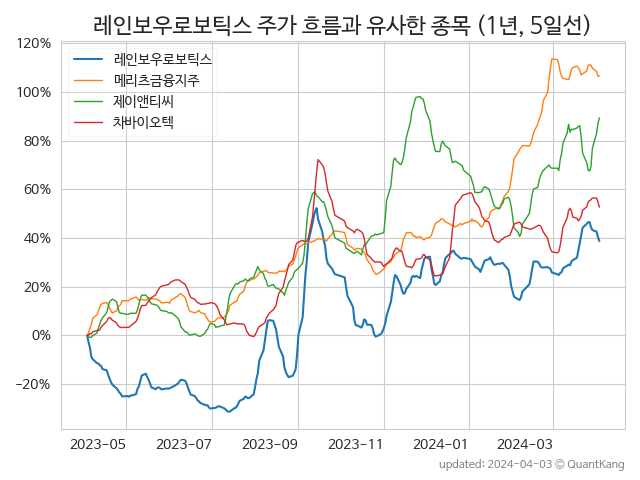 레인보우로보틱스 주가 흐름과 유사한 종목 (1년, 5일선)
레인보우로보틱스
메리츠금융지주
제이앤티씨
차바이오텍
120%
100%
80%
60%
40%
20%
0%
−20%
2023-05 2023-07 2023-09 2023-11 2024-01 2024-03
updated: 2024-04-03 © QuantKang